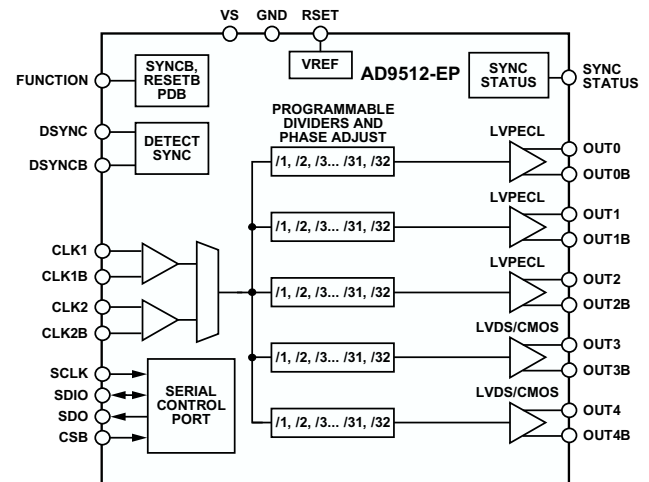 VS GND RSET
VREF
AD9512-EP
SYNCB,
RESETB
PDB
FUNCTION
SYNC
STATUS
SYNC
STATUS
DSYNC
DSYNCB
DETECT
SYNC
PROGRAMMABLE
DIVIDERS AND
PHASE ADJUST
/1, /2, /3... /31, /32
LVPECL
OUT0
OUT0B
/1, /2, /3... /31, /32
LVPECL
OUT1
OUT1B
CLK1
CLK1B
CLK2
CLK2B
/1, /2, /3... /31, /32
LVPECL
OUT2
OUT2B
/1, /2, /3... /31, /32
LVDS/CMOS
OUT3
OUT3B
SCLK
SDIO
SDO
CSB
SERIAL
CONTROL
PORT
/1, /2, /3... /31, /32
LVDS/CMOS
OUT4
OUT4B